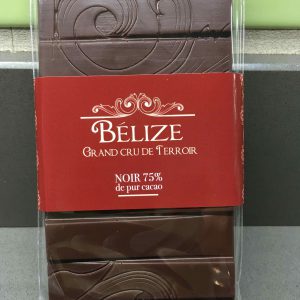 BÉLIZE
GRAND CRU DE TERROIR
NOIR 75%
de pur cacao